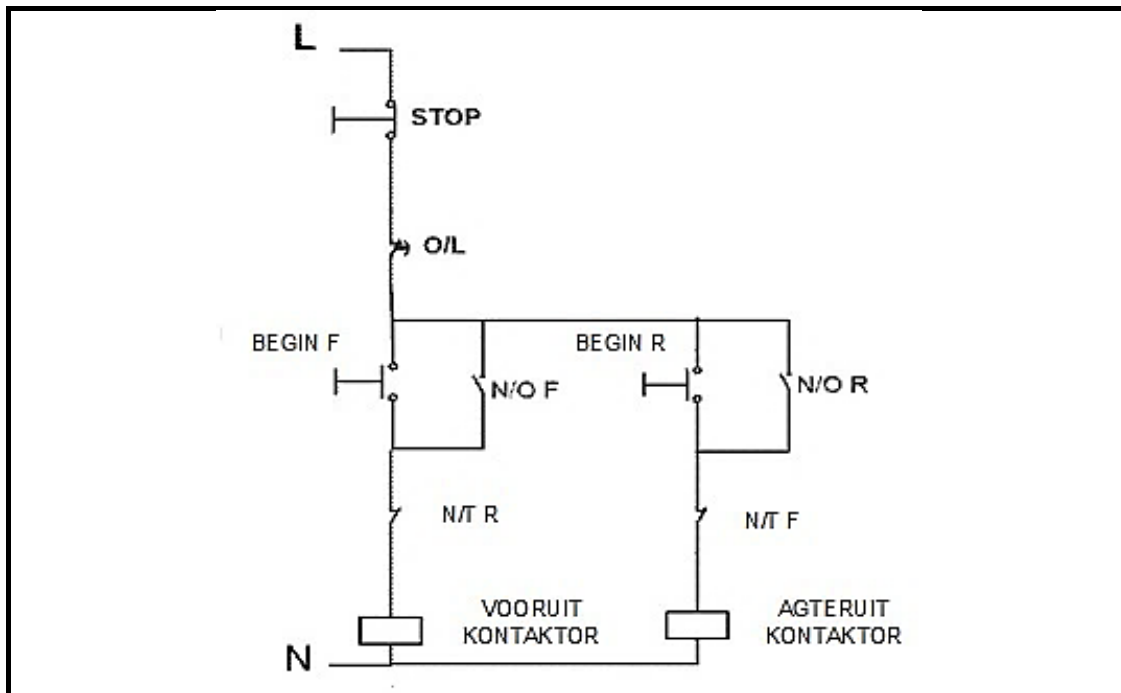 L
STOP
O/L
BEGIN F
BEGIN R
N/O F
N/O R
N/T R
N/T F
VOORUIT
KONTAKTOR
AGTERUIT
KONTAKTOR
N